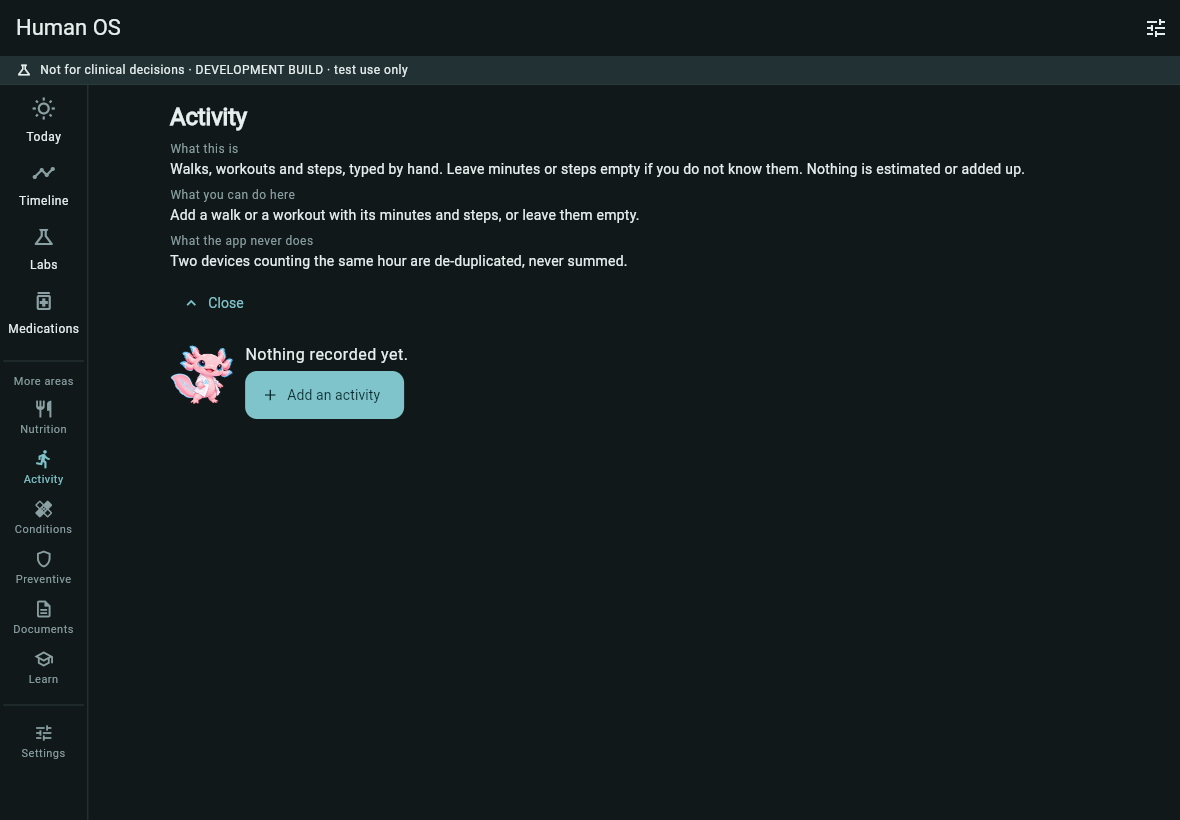 Human OS
Not for clinical decisions · DEVELOPMENT BUILD · test use only
Today
Timeline
Labs
Medications
More areas
Nutrition
Activity
Conditions
Preventive
Documents
Learn
Settings
Activity
What this is
Walks, workouts and steps, typed by hand. Leave minutes or steps empty if you do not know them. Nothing is estimated or added up.
What you can do here
Add a walk or a workout with its minutes and steps, or leave them empty.
What the app never does
Two devices counting the same hour are de-duplicated, never summed.
Close
Nothing recorded yet.
Add an activity